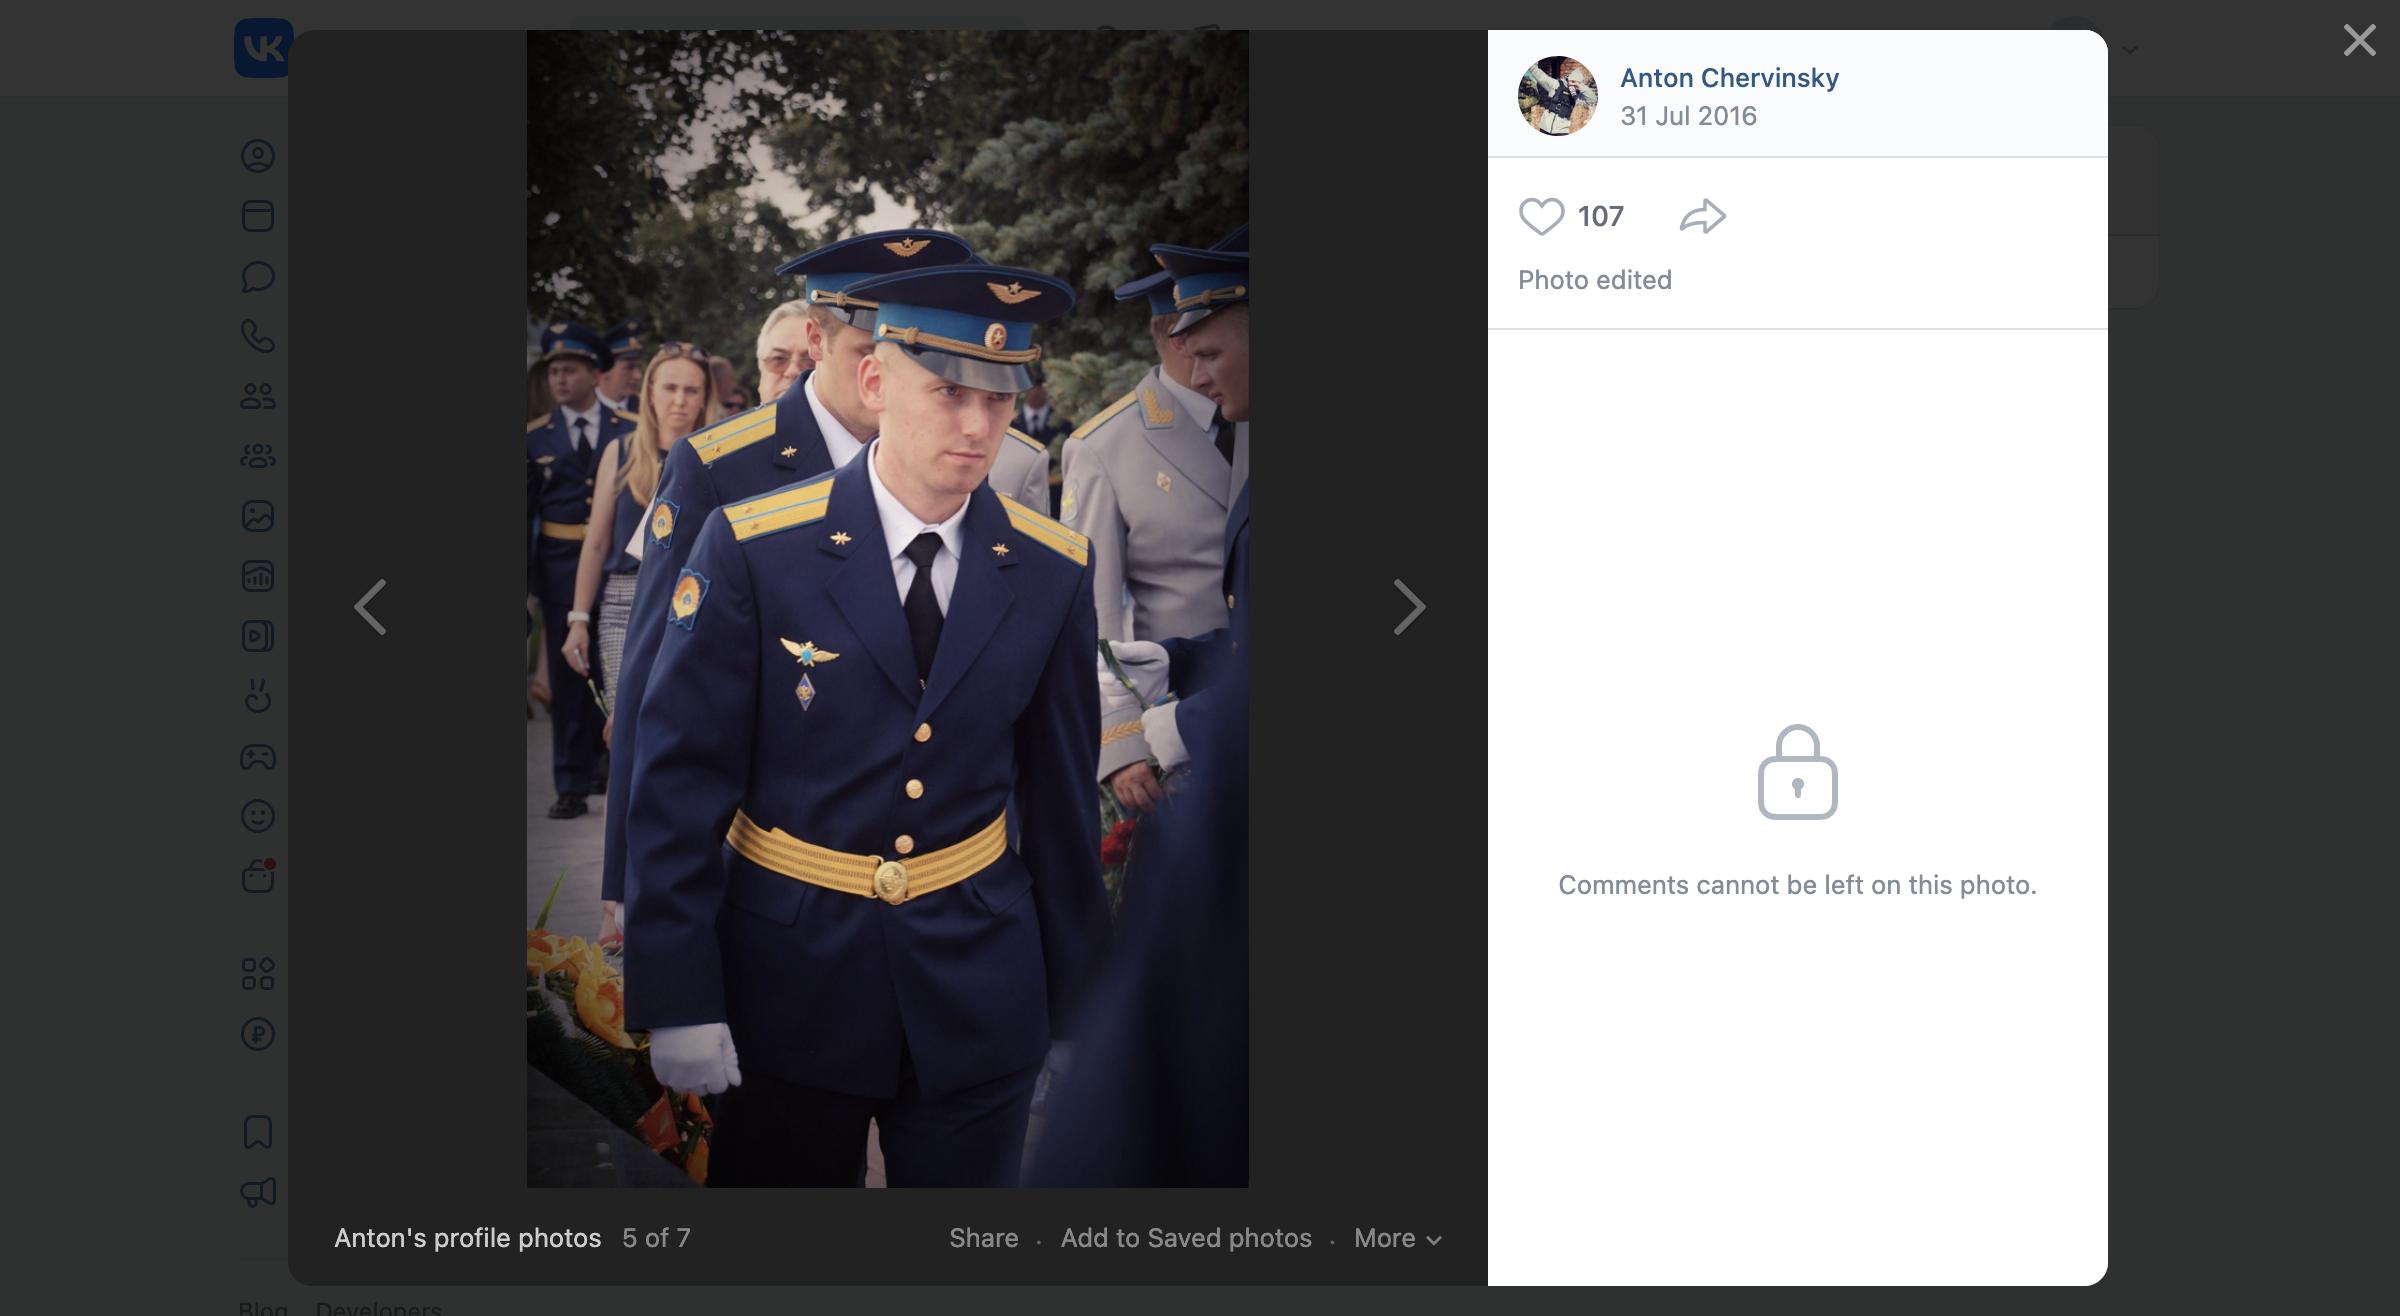 VK
Anton Chervinsky
31 Jul 2016
107
Photo edited
Comments cannot be left on this photo.
Anton's profile photos 5 of 7 Share · Add to Saved photos · More
Blog Developers